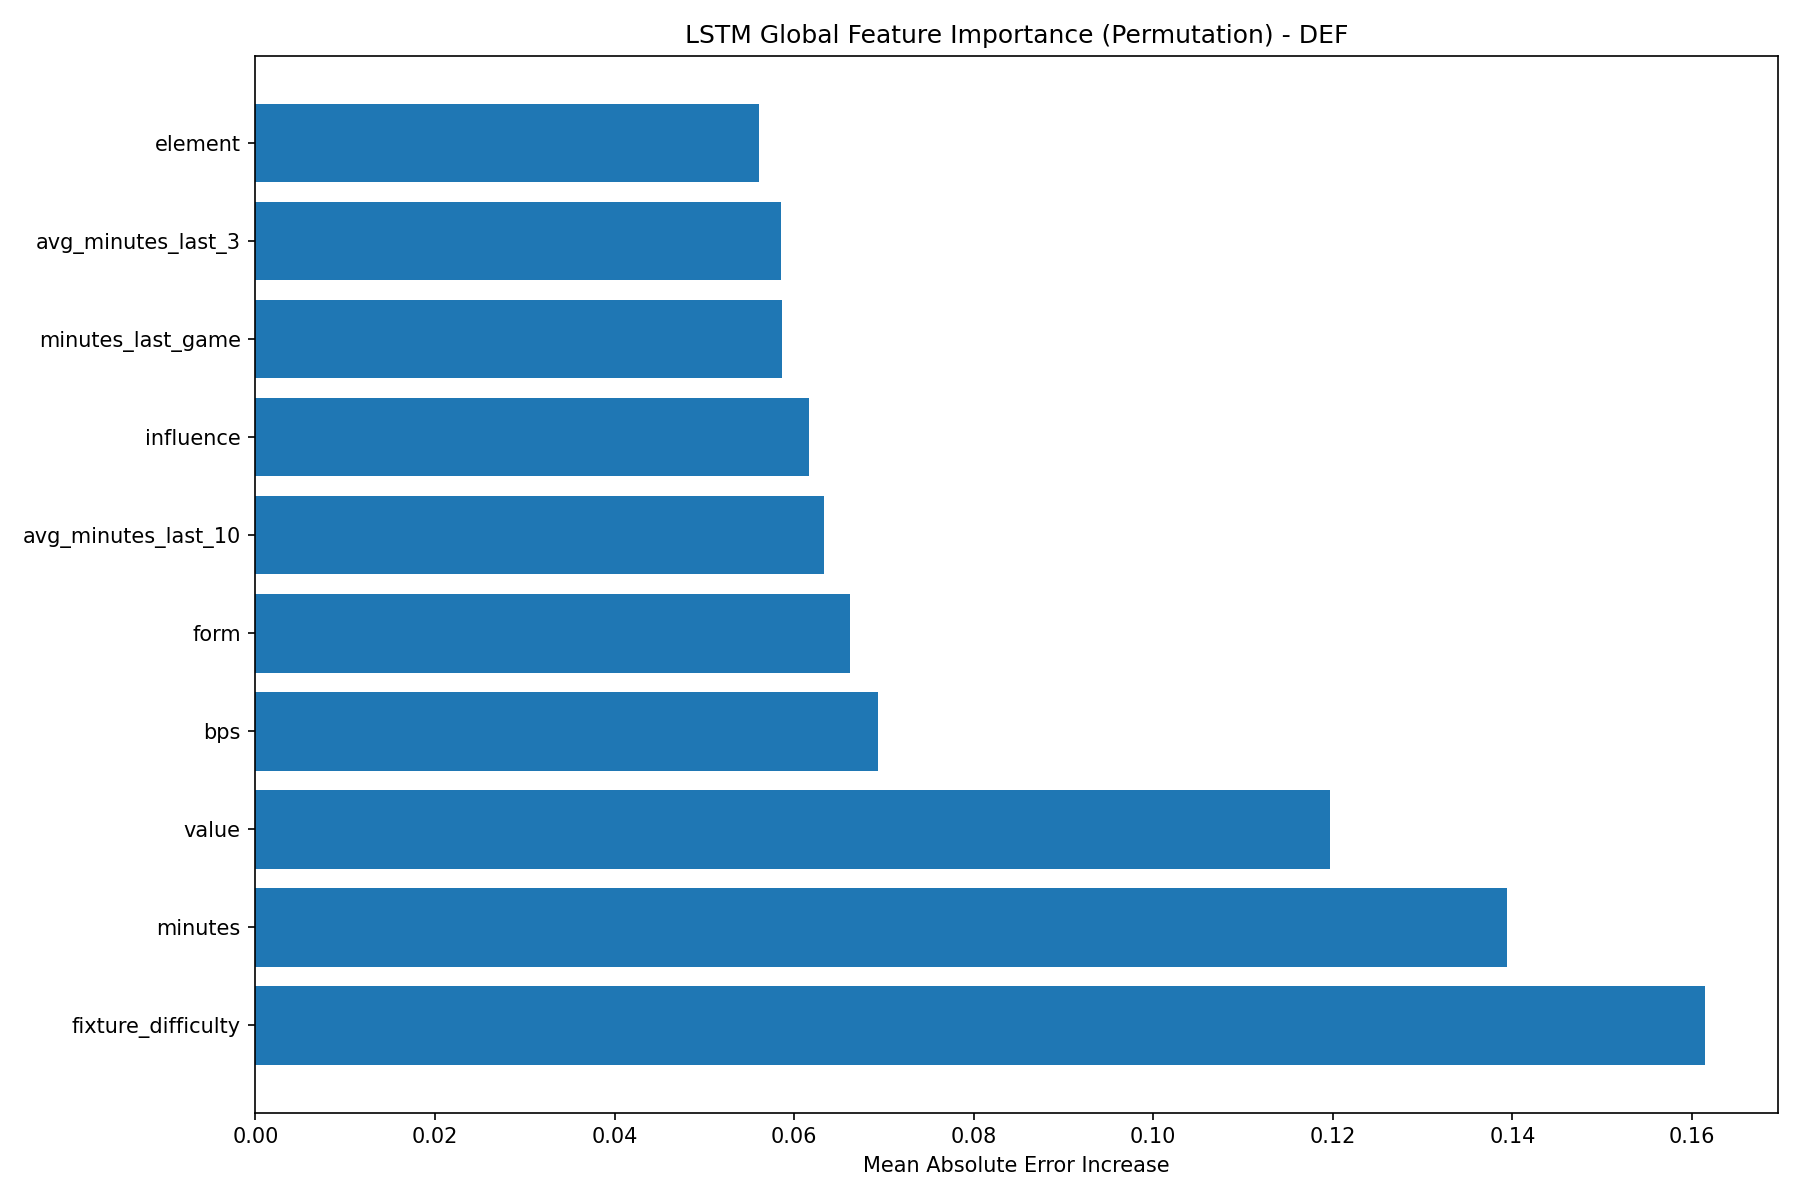 LSTM Global Feature Importance (Permutation) - DEF
element
avg_minutes_last_3
minutes_last_game
influence
avg_minutes_last_10
form
bps
value
minutes
fixture_difficulty
0.00 0.02 0.04 0.06 0.08 0.10 0.12 0.14 0.16
Mean Absolute Error Increase